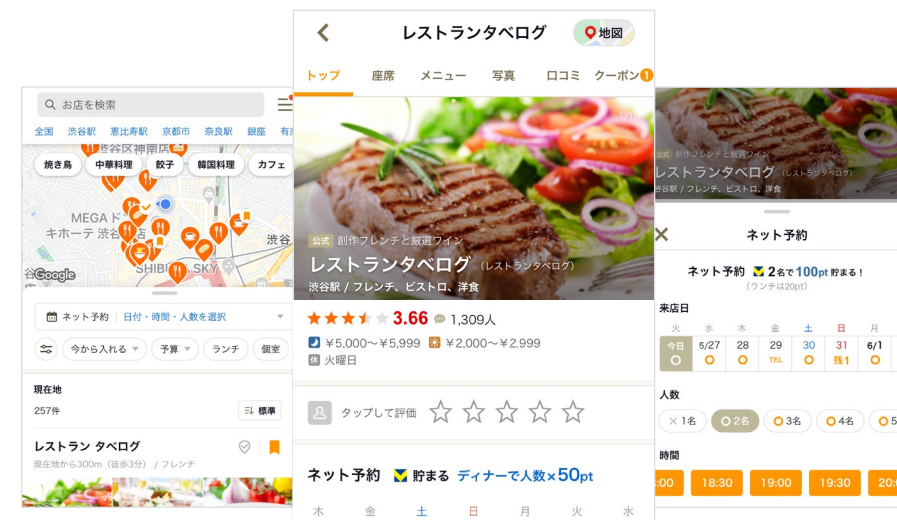 お店を検索
全国 渋谷駅 恵比寿駅 京都市 奈良駅 銀座
焼き鳥 中華料理 餃子 韓国料理 カフェ
MEGAド
キホーテ 渋谷
渋谷
Google
SHIBU SKY
ネット予約 日付・時間・人数を選択
今から入れる 予算 ランチ 個室
現在地
257件 標準
レストラン タベログ
現在地から300m（徒歩3分） / フレンチ
レストランタベログ 地図
トップ 座席 メニュー 写真 口コミ クーポン 1
公式 創作フレンチと厳選ワイン
レストランタベログ （レストランタベログ）
渋谷駅 / フレンチ、ビストロ、洋食
3.66 1,309人
￥5,000～￥5,999 ￥2,000～￥2,999
休 火曜日
タップして評価
ネット予約 貯まる ディナーで人数×50pt
木 金 土 日 月 火 水
公式 創作フレンチと厳選ワイン
レストランタベログ （レストランタベログ）
渋谷駅 / フレンチ、ビストロ、洋食
ネット予約
ネット予約 2名で100pt 貯まる！
（ランチは20pt）
来店日
火 水 木 金 土 日 月
今日 5/27 28 29 30 31 6/1
TEL 残1
人数
×1名 2名 3名 4名 5
時間
:00 18:30 19:00 19:30 20: